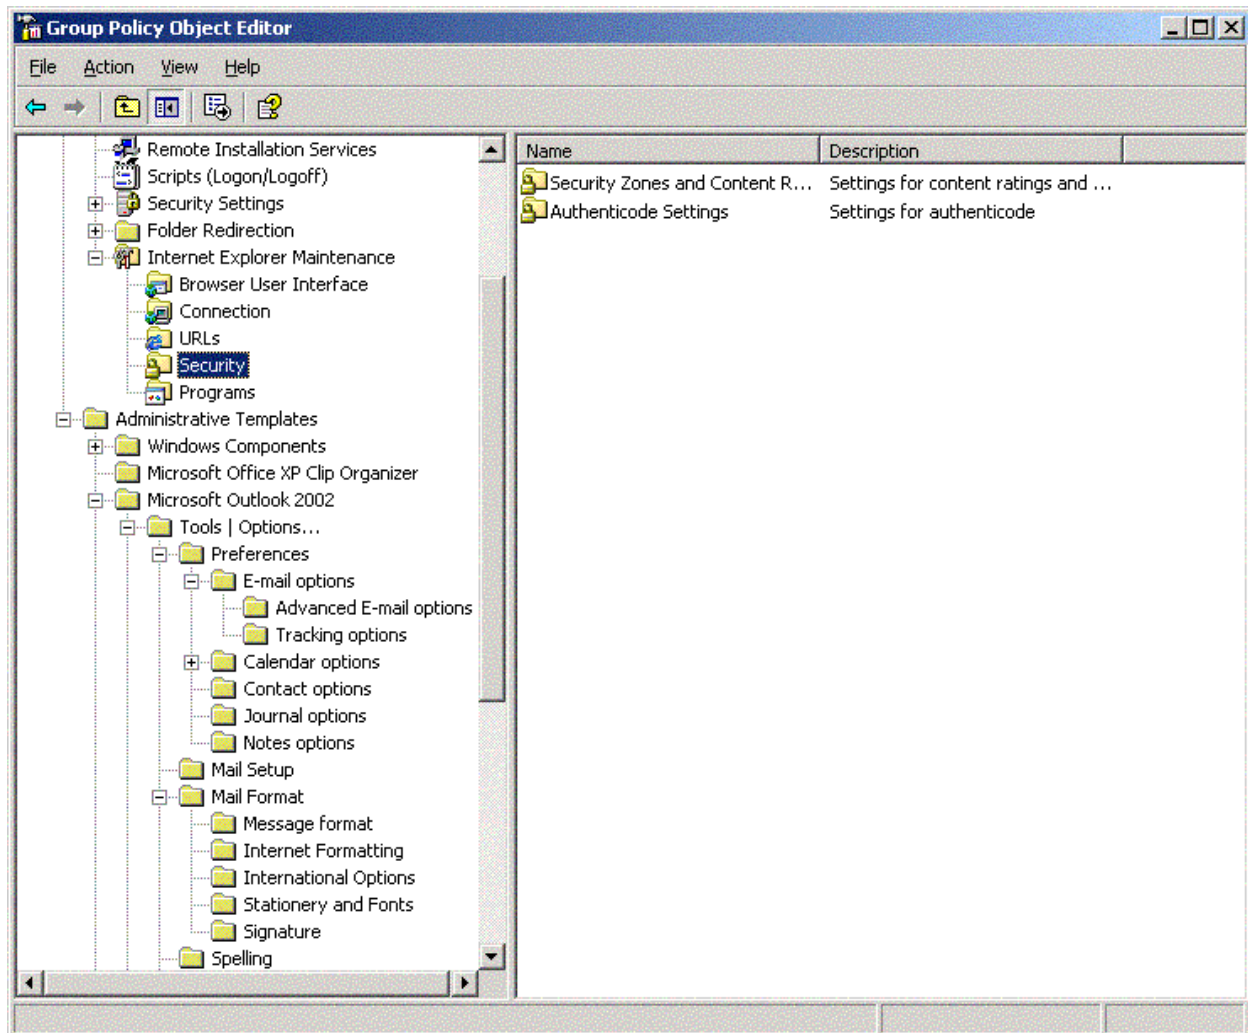 Group Policy Object Editor
File Action View Help
Remote Installation Services
Scripts (Logon/Logoff)
Security Settings
Folder Redirection
Internet Explorer Maintenance
Browser User Interface
Connection
URLs
Security
Programs
Administrative Templates
Windows Components
Microsoft Office XP Clip Organizer
Microsoft Outlook 2002
Tools | Options...
Preferences
E-mail options
Advanced E-mail options
Tracking options
Calendar options
Contact options
Journal options
Notes options
Mail Setup
Mail Format
Message format
Internet Formatting
International Options
Stationery and Fonts
Signature
Spelling
Name Description
Security Zones and Content R... Settings for content ratings and ...
Authenticode Settings Settings for authenticode